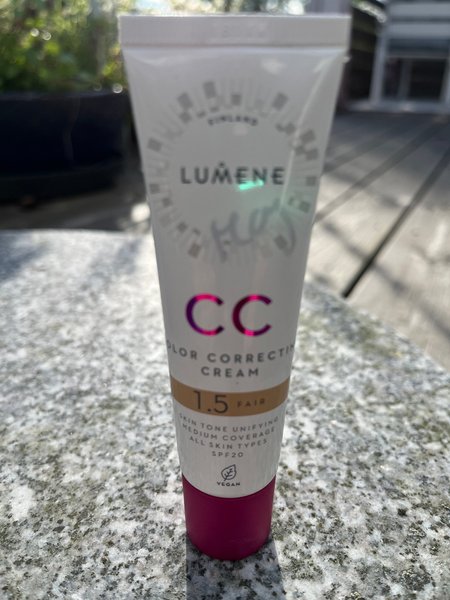 FINLAND
LUMENE
CC
OLOR CORRECTIN
CREAM
1.5 FAIR
SKIN TONE UNIFYING
MEDIUM COVERAGE
ALL SKIN TYPES
SPF20
VEGAN